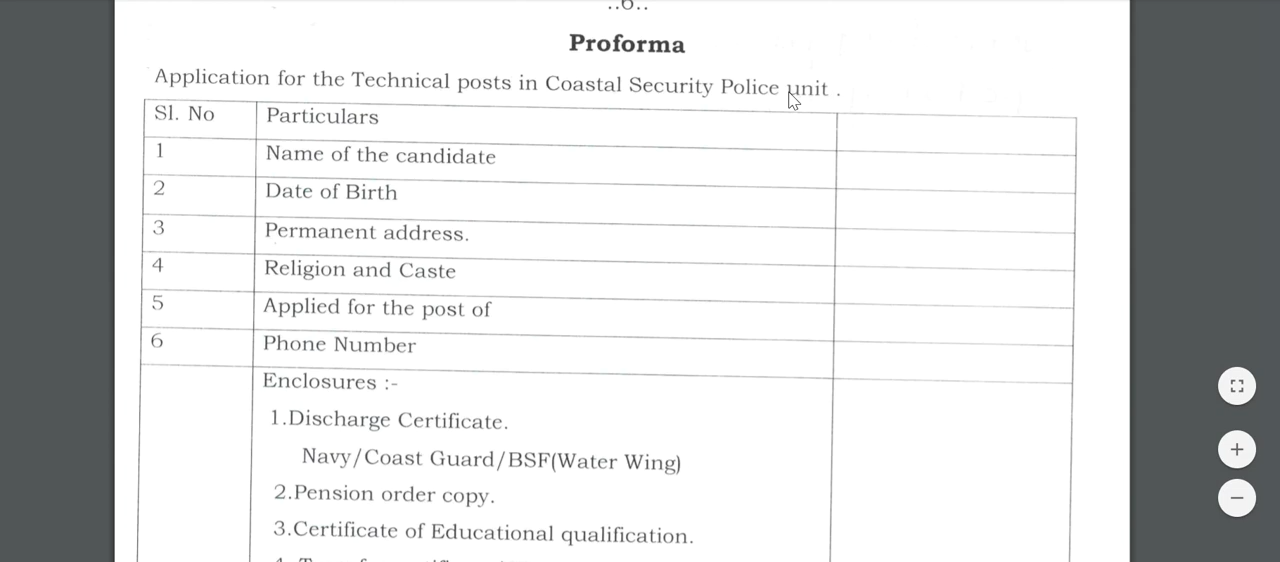 ..6..
Proforma
Application for the Technical posts in Coastal Security Police unit .
Sl. No Particulars
1 Name of the candidate
2 Date of Birth
3 Permanent address.
4 Religion and Caste
5 Applied for the post of
6 Phone Number
Enclosures :-
1.Discharge Certificate.
Navy/Coast Guard/BSF(Water Wing)
2.Pension order copy.
3.Certificate of Educational qualification.